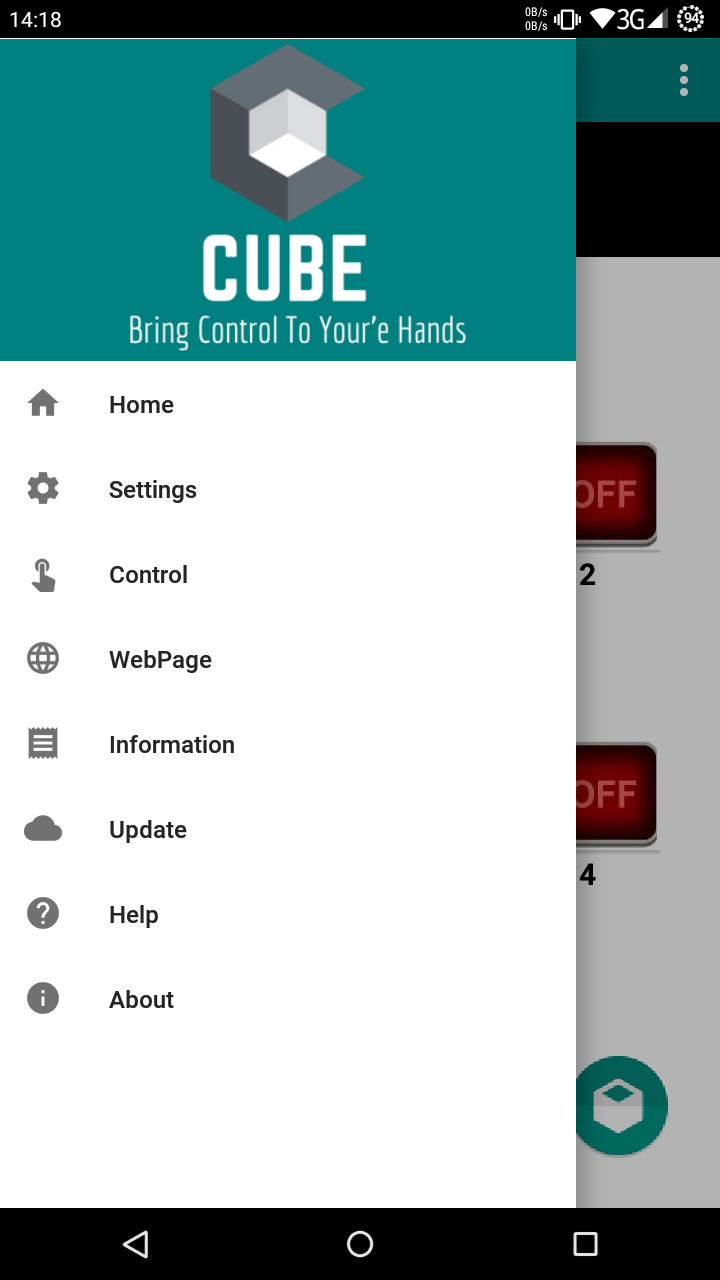 14:18
0B/s
0B/s
3G
94
CUBE
Bring Control To Your'e Hands
Home
Settings
OFF
2
Control
WebPage
Information
Update
OFF
4
Help
About